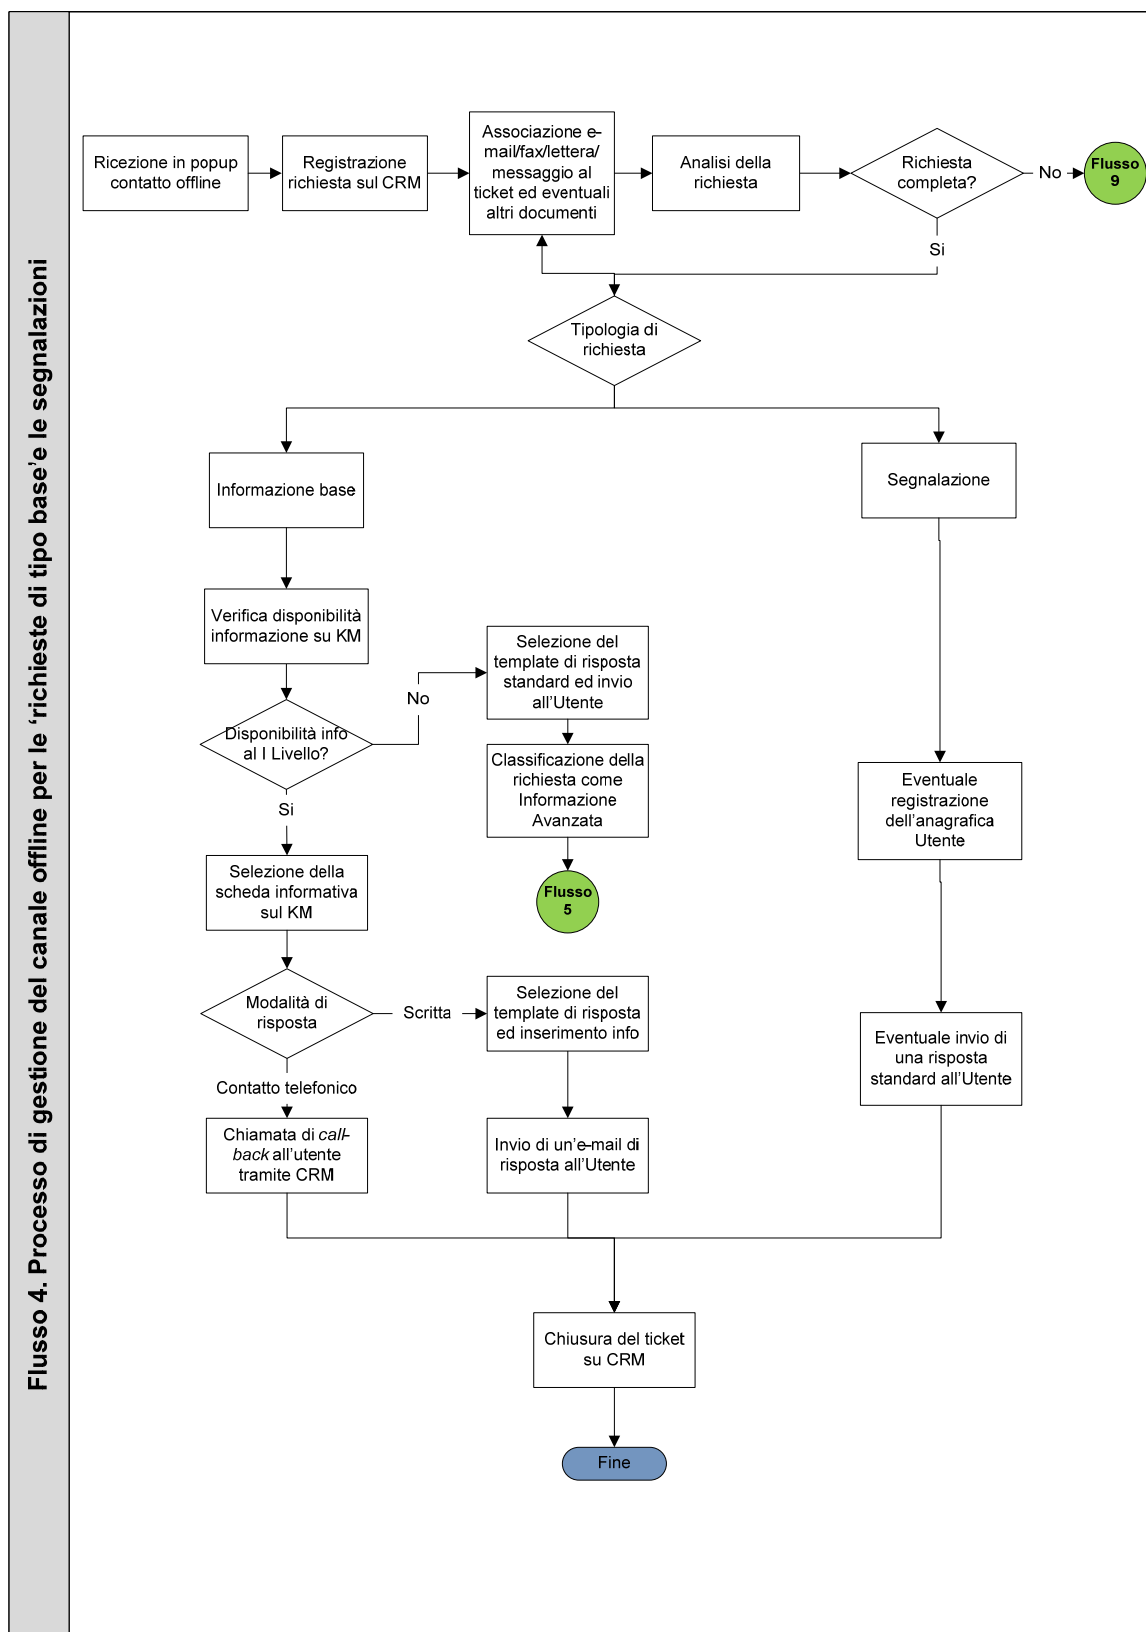 Flusso 4. Processo di gestione del canale offline per le ‘richieste di tipo base’e le segnalazioni
Ricezione in popup
contatto offline
Registrazione
richiesta sul CRM
Associazione e-
mail/fax/lettera/
messaggio al
ticket ed eventuali
altri documenti
Analisi della
richiesta
Richiesta
completa?
No
Flusso
9
Si
Tipologia di
richiesta
Informazione base
Segnalazione
Verifica disponibilità
informazione su KM
Disponibilità info
al I Livello?
No
Selezione del
template di risposta
standard ed invio
all’Utente
Classificazione della
richiesta come
Informazione
Avanzata
Flusso
5
Si
Selezione della
scheda informativa
sul KM
Eventuale
registrazione
dell’anagrafica
Utente
Modalità di
risposta
Scritta
Selezione del
template di risposta
ed inserimento info
Eventuale invio di
una risposta
standard all’Utente
Contatto telefonico
Chiamata di call-
back all’utente
tramite CRM
Invio di un’e-mail di
risposta all’Utente
Chiusura del ticket
su CRM
Fine